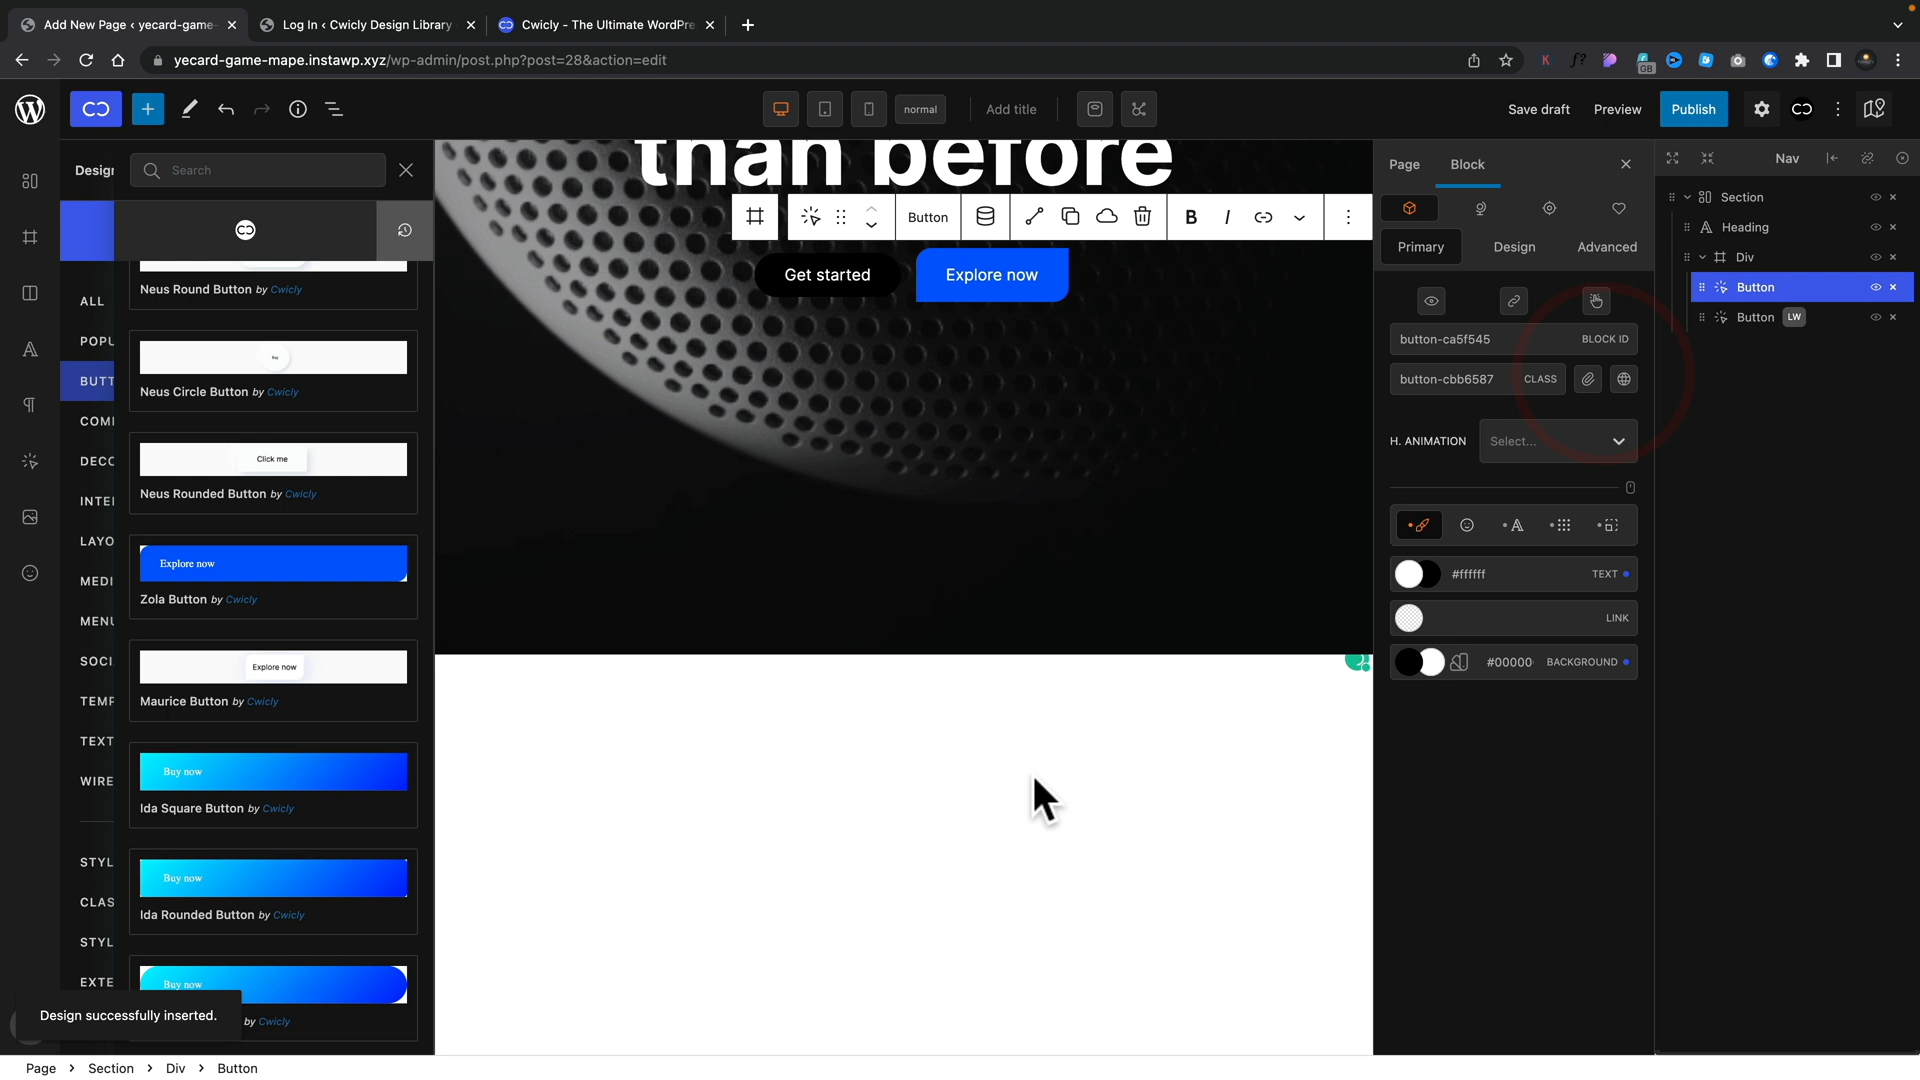 Add New Page ‹ yecard-game-
Log In ‹ Cwicly Design Library
Cwicly - The Ultimate WordPre
yecard-game-mape.instawp.xyz/wp-admin/post.php?post=28&action=edit
GB
normal
Add title
Save draft
Preview
Publish
Design
Search
ALL
POPU
BUTT
COMI
DECO
INTEI
LAYO
MEDI
MENU
SOCI
TEMP
TEXT
WIRE
STYL
CLAS
STYL
EXTE
Neus Round Button by Cwicly
Buy
Neus Circle Button by Cwicly
Click me
Neus Rounded Button by Cwicly
Explore now
Zola Button by Cwicly
Explore now
Maurice Button by Cwicly
Buy now
Ida Square Button by Cwicly
Buy now
Ida Rounded Button by Cwicly
Buy now
by Cwicly
Design successfully inserted.
than before
Button
B
I
Get started
Explore now
Page
Block
Primary
Design
Advanced
button-ca5f545 BLOCK ID
button-cbb6587 CLASS
H. ANIMATION Select...
#ffffff TEXT
LINK
#00000 BACKGROUND
Nav
Section
Heading
Div
Button
Button LW
Page > Section > Div > Button